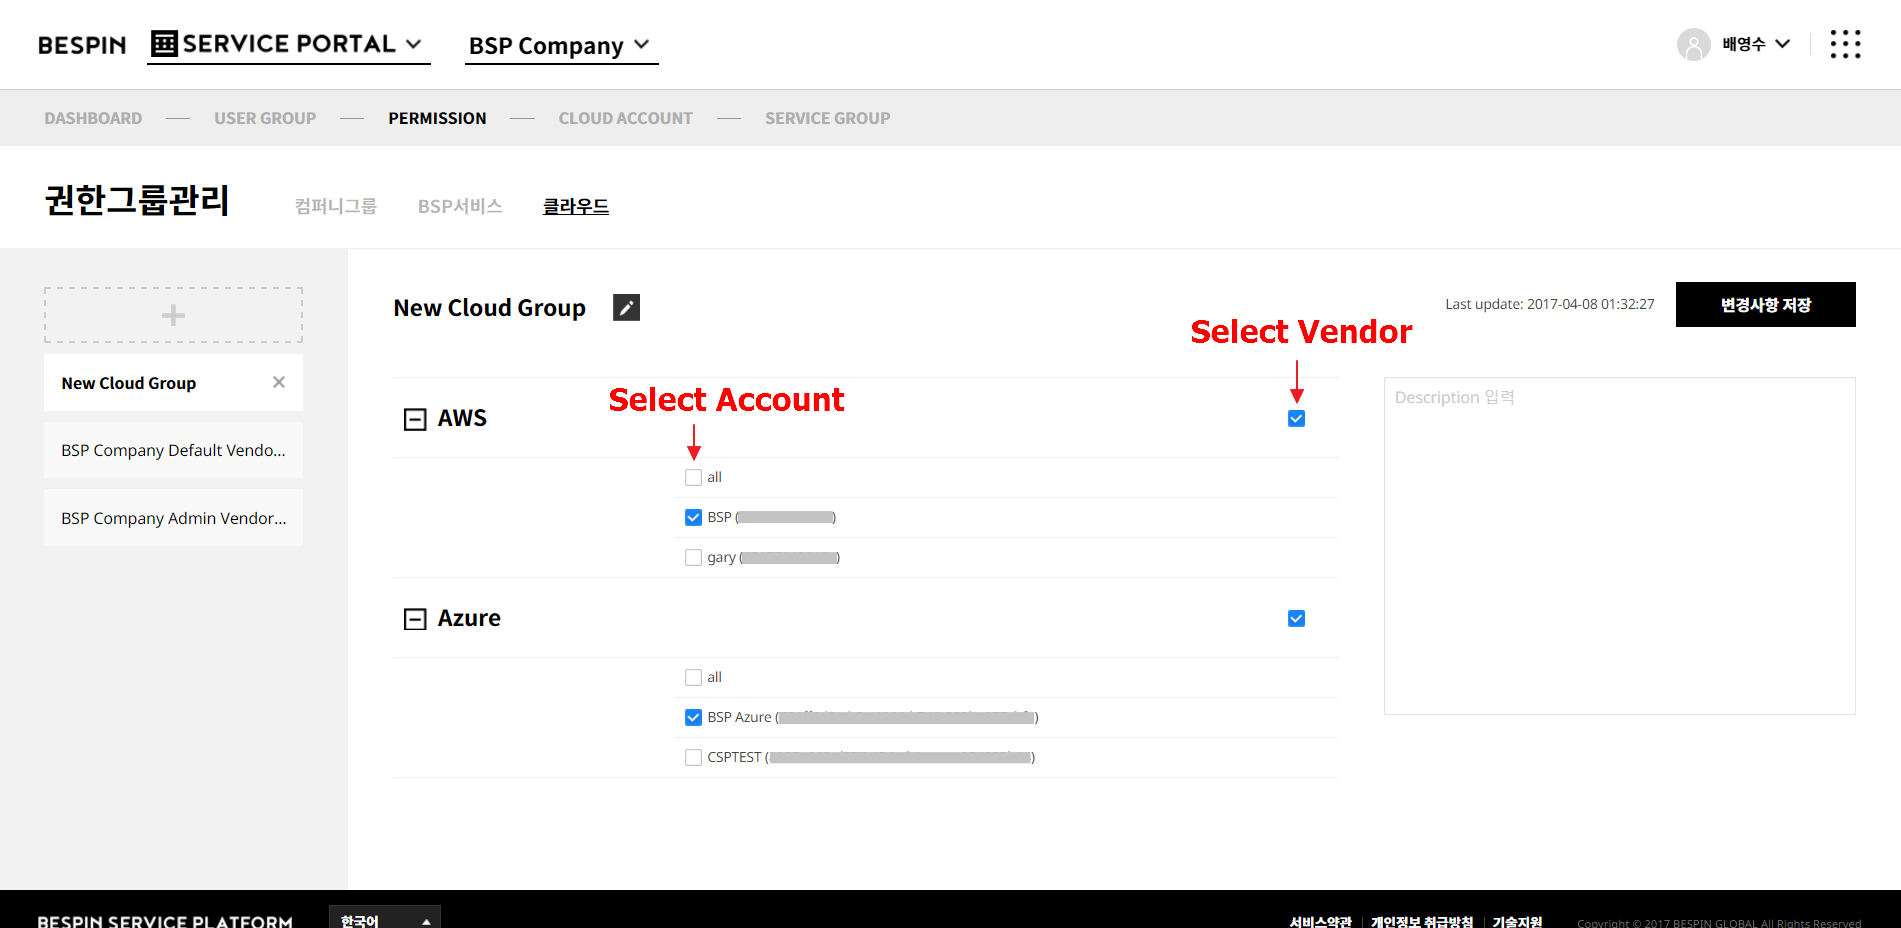 BESPIN SERVICE PORTAL BSP Company 배영수
DASHBOARD USER GROUP PERMISSION CLOUD ACCOUNT SERVICE GROUP
권한그룹관리 컴퍼니그룹 BSP서비스 클라우드
New Cloud Group
BSP Company Default Vendo...
BSP Company Admin Vendor...
New Cloud Group
Last update: 2017-04-08 01:32:27
변경사항 저장
Select Vendor
Select Account
AWS
all
BSP ( )
gary ( )
Azure
all
BSP Azure ( )
CSPTEST ( )
Description 입력
BESPIN SERVICE PLATFORM 한국어 서비스약관 개인정보 취급방침 기술지원 Copyright © 2017 BESPIN GLOBAL All Rights Reserved